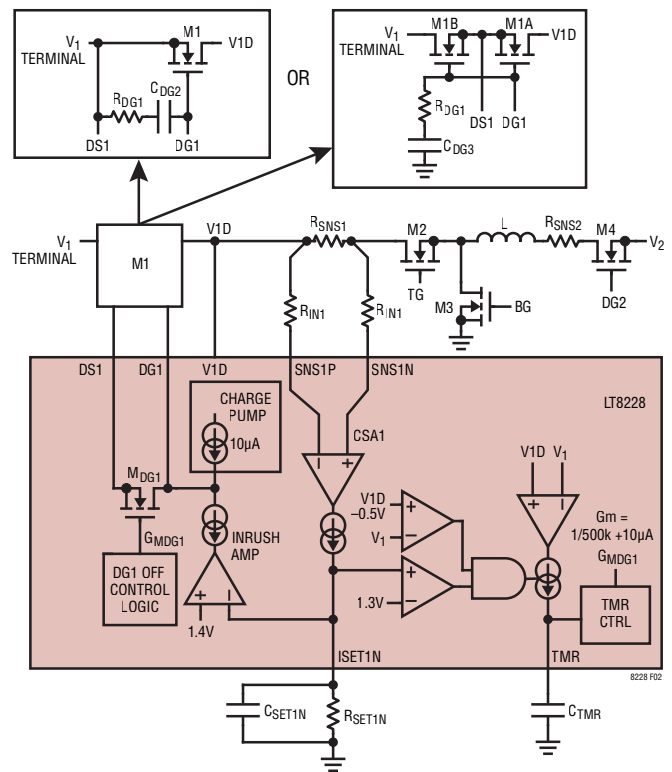 M1
V1 TERMINAL
V1D
RDG1
CDG2
DS1
DG1
OR
M1B
M1A
V1 TERMINAL
V1D
RDG1
DS1
DG1
CDG3
V1 TERMINAL
M1
V1D
RSNS1
M2
L
RSNS2
M4
V2
RIN1
RIN1
TG
M3
BG
DG2
DS1
DG1
V1D
SNS1P
SNS1N
LT8228
CHARGE
PUMP
10µA
CSA1
MDG1
V1D
–0.5V
V1
V1D
V1
Gm =
1/500k +10µA
GMDG1
INRUSH
AMP
GMDG1
DG1 OFF
CONTROL
LOGIC
1.4V
1.3V
TMR
CTRL
ISET1N
TMR
8228 F02
CSET1N
RSET1N
CTMR